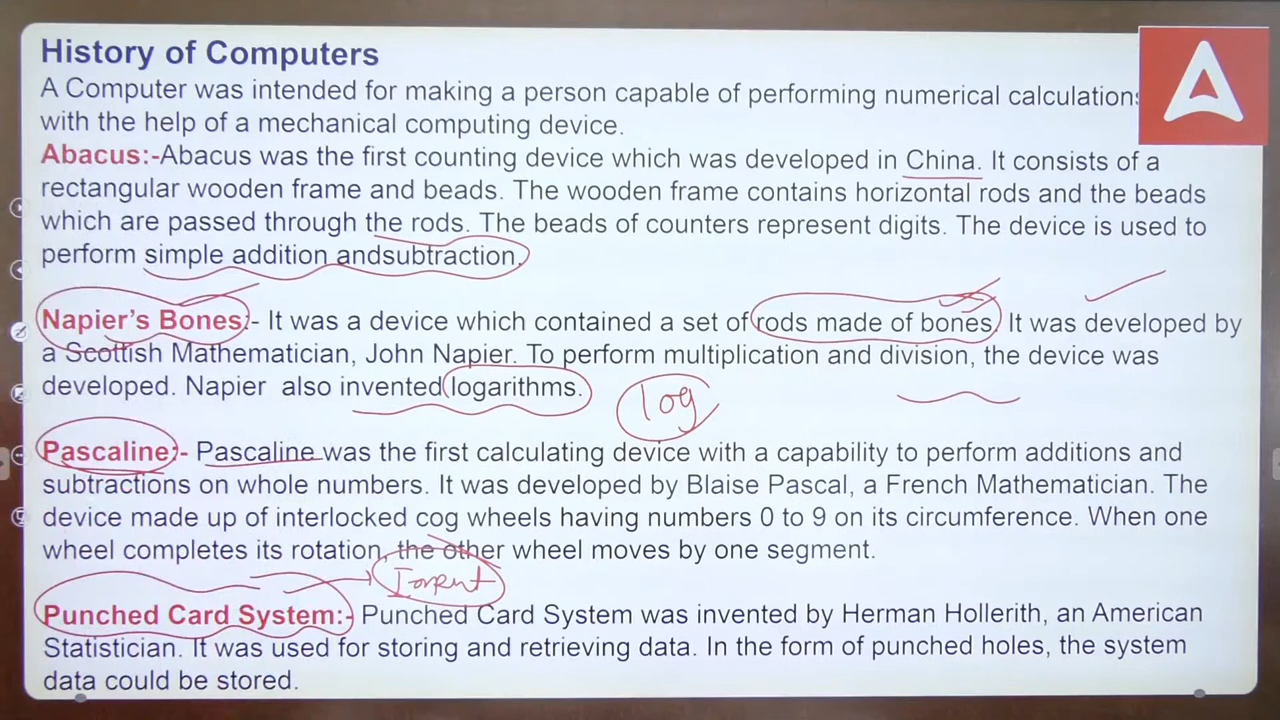 History of Computers
A Computer was intended for making a person capable of performing numerical calculations
with the help of a mechanical computing device.
Abacus:-Abacus was the first counting device which was developed in China. It consists of a
rectangular wooden frame and beads. The wooden frame contains horizontal rods and the beads
which are passed through the rods. The beads of counters represent digits. The device is used to
perform simple addition andsubtraction.
Napier's Bones:- It was a device which contained a set of rods made of bones. It was developed by
a Scottish Mathematician, John Napier. To perform multiplication and division, the device was
developed. Napier also invented logarithms.
log
Pascaline:- Pascaline was the first calculating device with a capability to perform additions and
subtractions on whole numbers. It was developed by Blaise Pascal, a French Mathematician. The
device made up of interlocked cog wheels having numbers 0 to 9 on its circumference. When one
wheel completes its rotation, the other wheel moves by one segment.
Punched Card System:- Punched Card System was invented by Herman Hollerith, an American
Statistician. It was used for storing and retrieving data. In the form of punched holes, the system
data could be stored.